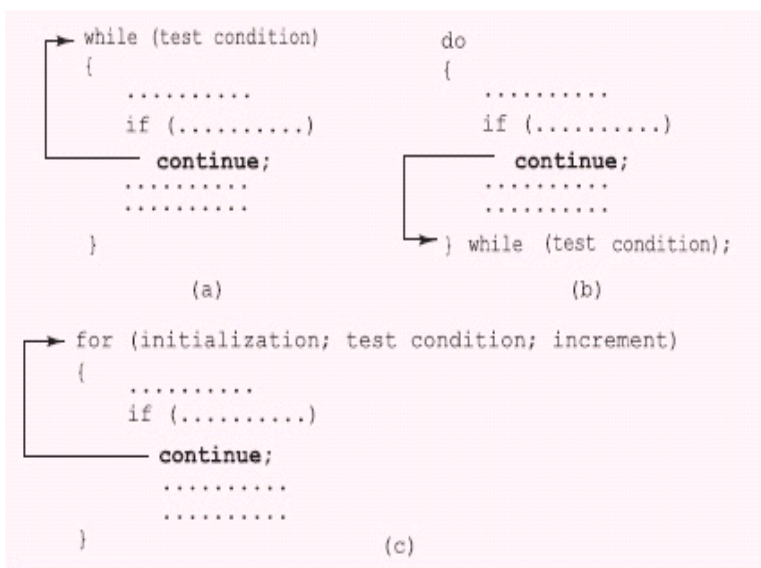 while (test condition)
{
..........
if (..........)
continue;
..........
..........
}
(a)
do
{
..........
if (..........)
continue;
..........
..........
} while (test condition);
(b)
for (initialization; test condition; increment)
{
..........
if (..........)
continue;
..........
..........
}
(c)